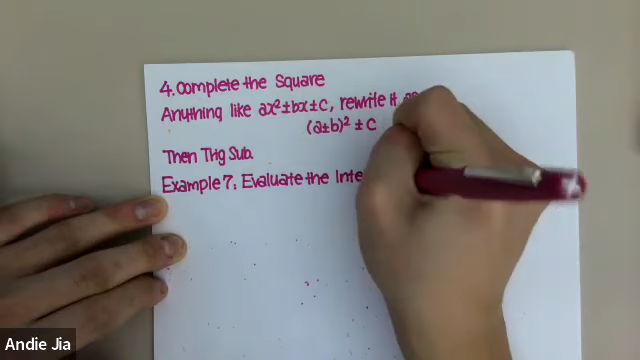 4. Complete the Square
Anything like ax² ± bx ± c, rewrite it
(a±b)² ± c
Then Trig Sub.
Example 7: Evaluate the Inte
Andie Jia